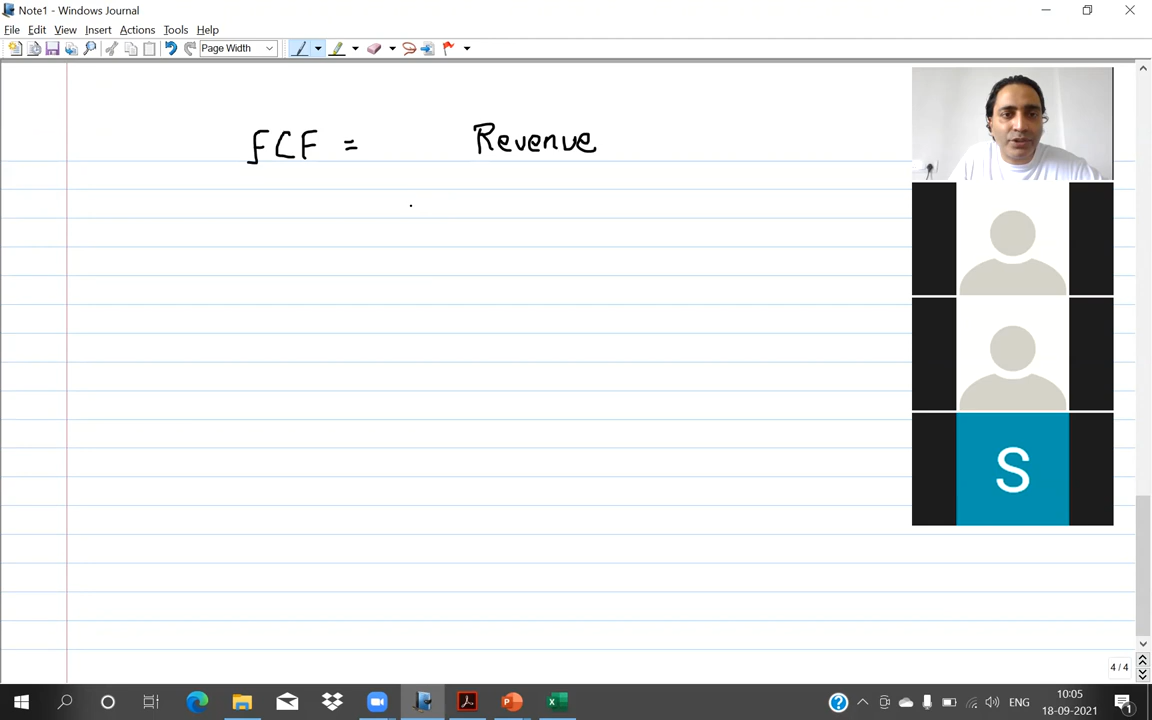 Note1 - Windows Journal
File Edit View Insert Actions Tools Help
Page Width
FCF = Revenue
S
4 / 4
ENG
10:05
18-09-2021
1